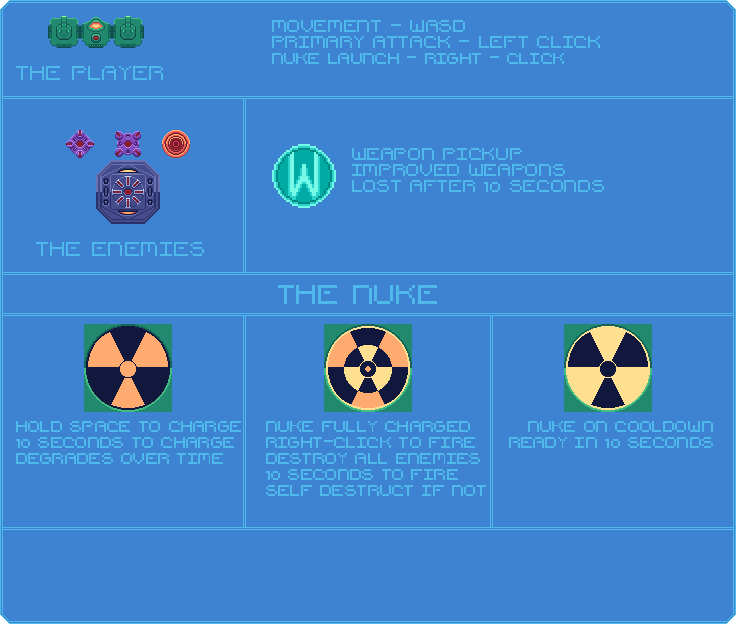 MOVEMENT - WASD
PRIMARY ATTACK - LEFT CLICK
NUKE LAUNCH - RIGHT - CLICK
THE PLAYER
WEAPON PICKUP
IMPROVED WEAPONS
LOST AFTER 10 SECONDS
W
THE ENEMIES
THE NUKE
HOLD SPACE TO CHARGE
10 SECONDS TO CHARGE
DEGRADES OVER TIME
NUKE FULLY CHARGED
RIGHT-CLICK TO FIRE
DESTROY ALL ENEMIES
10 SECONDS TO FIRE
SELF DESTRUCT IF NOT
NUKE ON COOLDOWN
READY IN 10 SECONDS